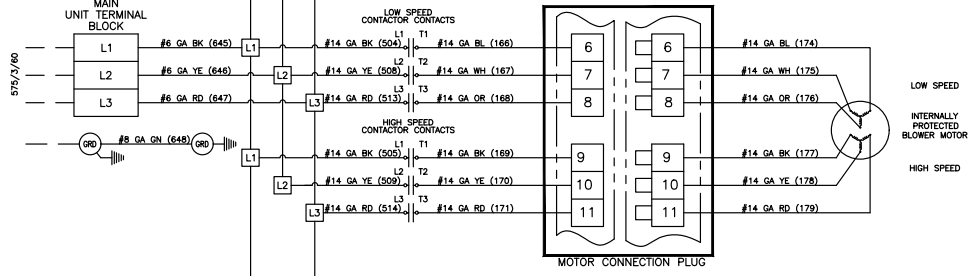 MAIN
UNIT TERMINAL
BLOCK
LOW SPEED
CONTACTOR CONTACTS
575/3/60
L1 #6 GA BK (645) L1 #14 GA BK (504) L1 T1 #14 GA BL (166) 6 6 #14 GA BL (174)
L2 #6 GA YE (646) L2 #14 GA YE (508) L2 T2 #14 GA WH (167) 7 7 #14 GA WH (175)
L3 #6 GA RD (647) L3 #14 GA RD (513) L3 T3 #14 GA OR (168) 8 8 #14 GA OR (176)
LOW SPEED
INTERNALLY
PROTECTED
BLOWER MOTOR
HIGH SPEED
GRD #8 GA GN (648) GRD
HIGH SPEED
CONTACTOR CONTACTS
L1 #14 GA BK (505) L1 T1 #14 GA BK (169) 9 9 #14 GA BK (177)
L2 #14 GA YE (509) L2 T2 #14 GA YE (170) 10 10 #14 GA YE (178)
L3 #14 GA RD (514) L3 T3 #14 GA RD (171) 11 11 #14 GA RD (179)
MOTOR CONNECTION PLUG